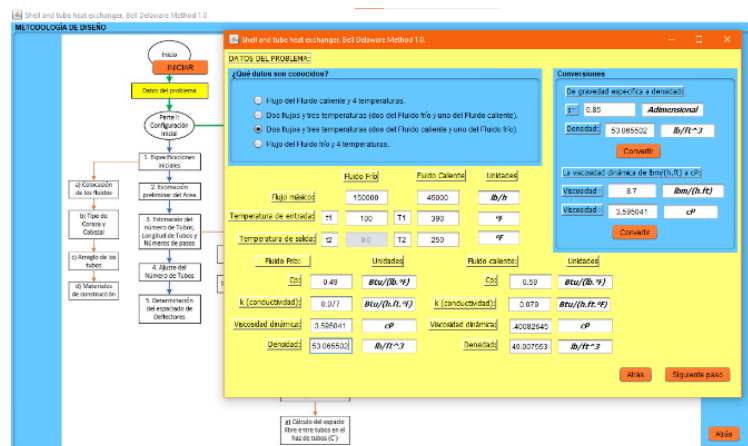 Shell and tube heat exchanger, Bell Delaware Method 1.0.
METODOLOGÍA DE DISEÑO
Inicio
INICIAR
Datos del problema
Parte I:
Configuración
Inicial
1. Especificaciones
iniciales
a) Colocación
de los fluidos
2. Estimación
preliminar del Area
b) Tipo de
Coraza y
Cabezal
3. Estimación del
número de Tubos,
Longitud de Tubos y
Números de pasos
c) Arreglo de los
tubos
4. Ajuste del
Número de Tubos
d) Materiales
de construcción
5. Determinación
del espaciado de
Deflectores
g) Cálculo del espacio
libre entre tubos en el
haz de tubos (C´)
Atrás
Shell and tube heat exchanger, Bell Delaware Method 1.0.
DATOS DEL PROBLEMA:
¿Qué datos son conocidos?
Flujo del Fluido caliente y 4 temperaturas.
Dos flujos y tres temperaturas (dos del Fluido frío y uno del Fluido caliente).
Dos flujos y tres temperaturas (dos del Fluido caliente y uno del Fluido frío).
Flujo del Fluido frío y 4 temperaturas.
Conversiones
De gravedad especifica a densidad:
s= 0.85 Adimensional
Densidad: 53.065502 lb/ft^3
Convertir
La viscosidad dinámica de lbm/(h.ft) a cP:
Viscosidad= 8.7 lbm/(h.ft)
Viscosidad= 3.595041 cP
Convertir
Fluido Frío Fluido Caliente Unidades
Flujo másico: 150000 45000 lb/h
Temperatura de entrada: t1 100 T1 390 ºF
Temperatura de salida: t2 0.0 T2 250 ºF
Fluido Frío: Unidades Fluido caliente: Unidades
Cp: 0.49 Btu/(lb.ºF) Cp: 0.59 Btu/(lb.ºF)
k (conductividad): 0.077 Btu/(h.ft.ºF) k (conductividad): 0.079 Btu/(h.ft.ºF)
Viscosidad dinámica: 3.595041 cP Viscosidad dinámica: .40082645 cP
Densidad: 53.065502 lb/ft^3 Densidad: 49.007553 lb/ft^3
Atrás Siguiente paso